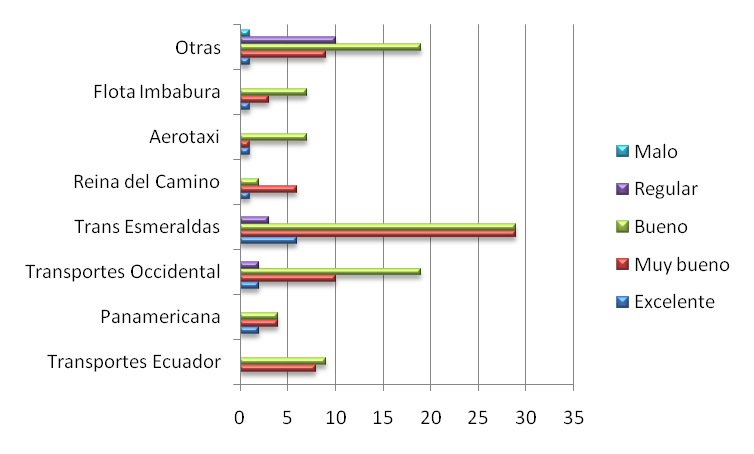 Otras
Flota Imbabura
Aerotaxi
Reina del Camino
Trans Esmeraldas
Transportes Occidental
Panamericana
Transportes Ecuador
0 5 10 15 20 25 30 35
Malo
Regular
Bueno
Muy bueno
Excelente